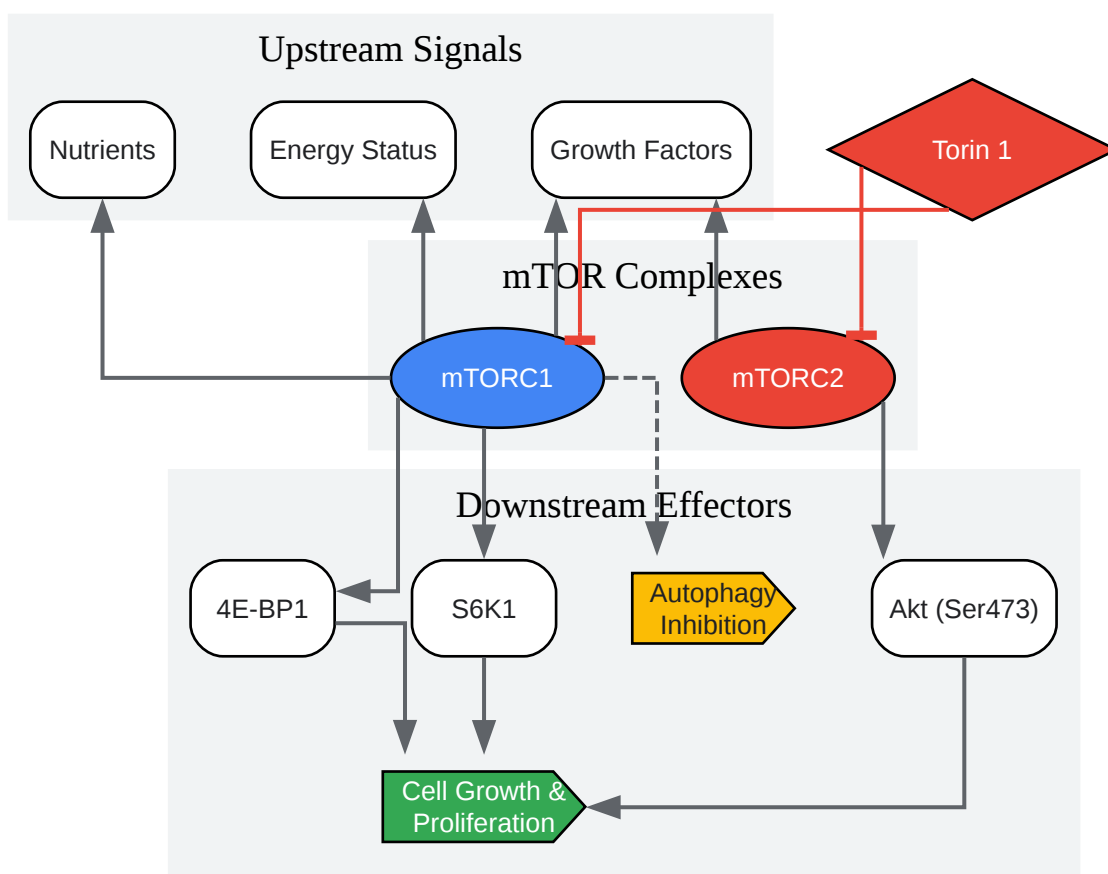 Upstream Signals
Nutrients
Energy Status
Growth Factors
Torin 1
mTOR Complexes
mTORC1
mTORC2
Downstream Effectors
4E-BP1
S6K1
Autophagy
Inhibition
Akt (Ser473)
Cell Growth &
Proliferation